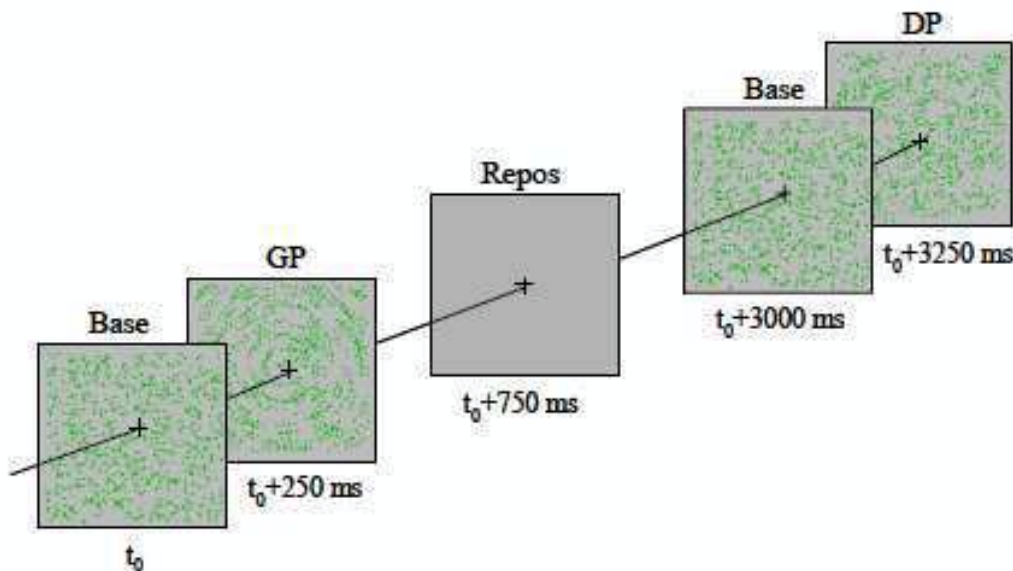 Base
t₀
GP
t₀+250 ms
Repos
t₀+750 ms
Base
t₀+3000 ms
DP
t₀+3250 ms